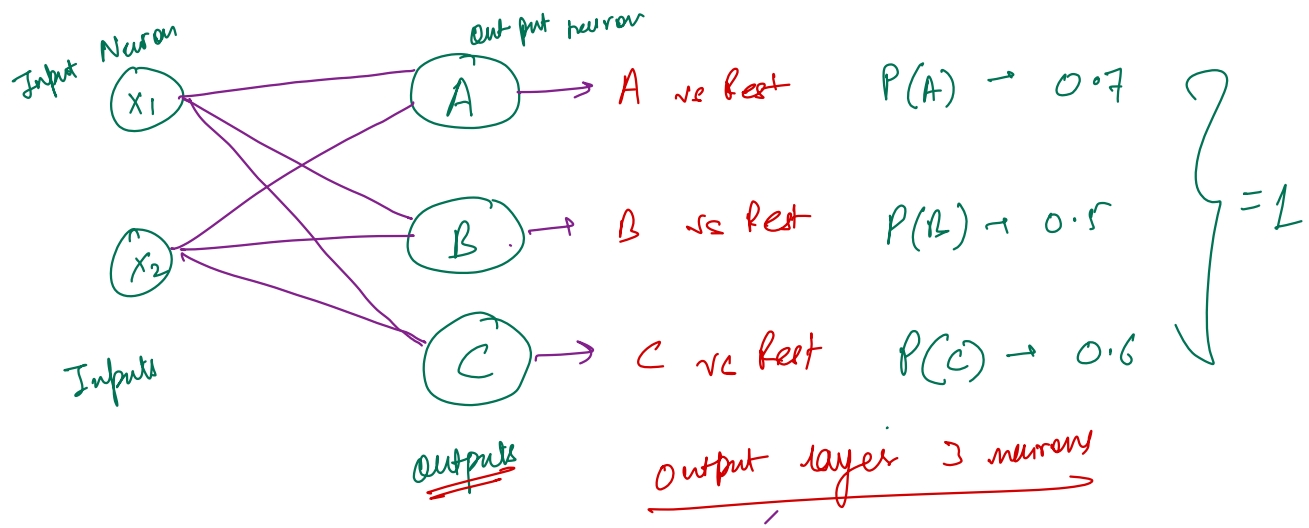 Input Neuron
Output neuron
X1
A
A vs Rest
P(A) → 0.7
X2
B
B vs Rest
P(B) → 0.5
= 1
C
C vs Rest
P(C) → 0.6
Inputs
Outputs
Output layer 3 neurons